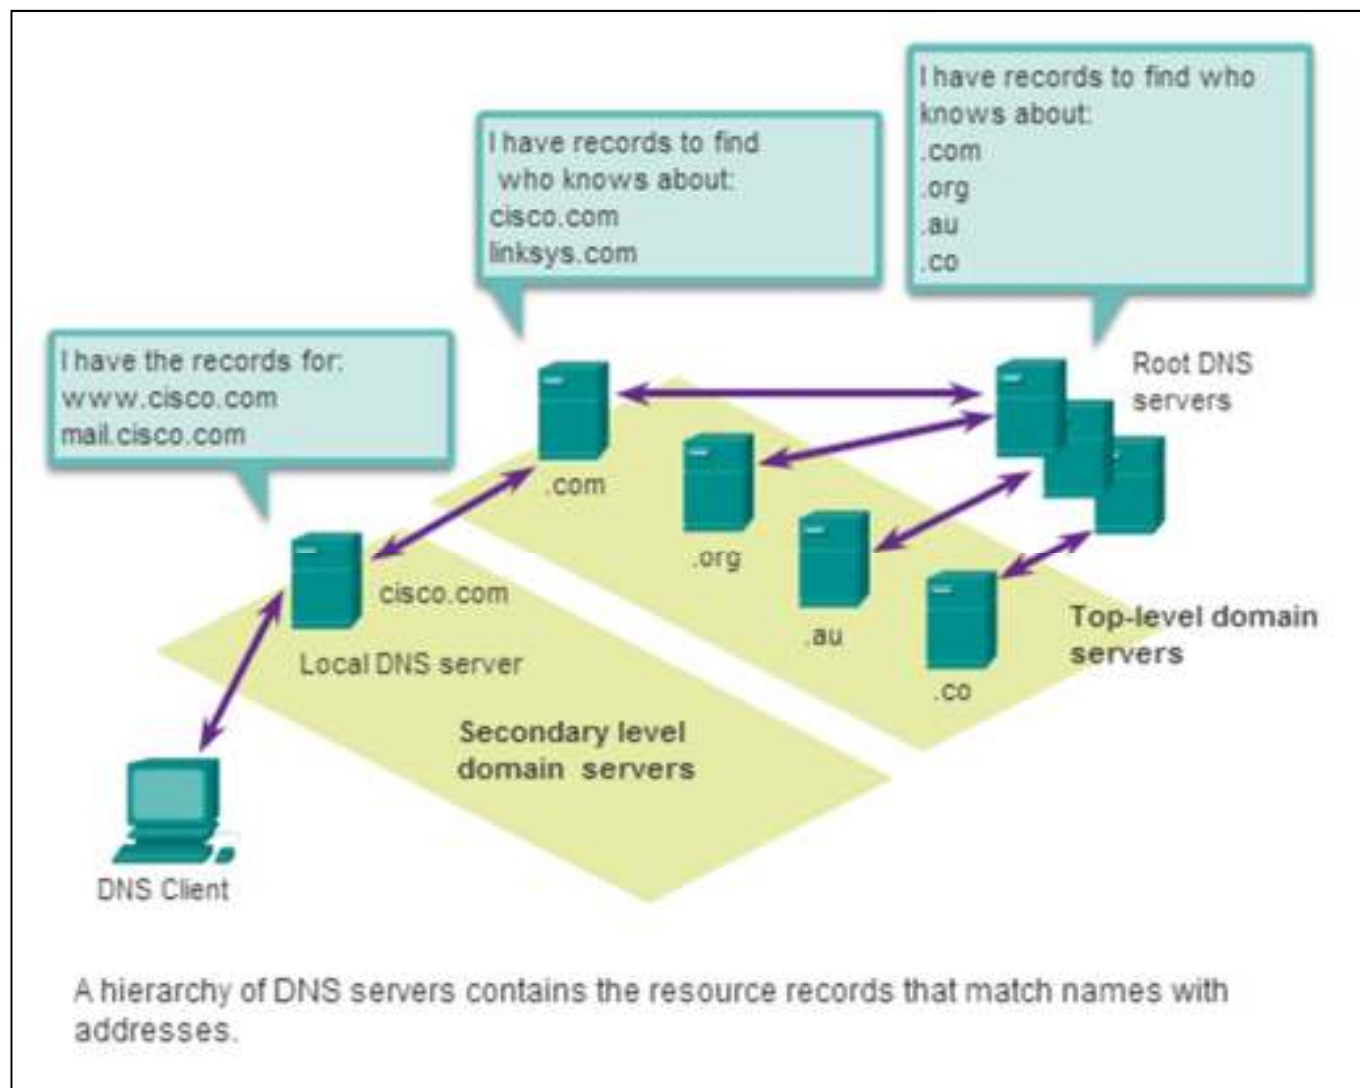 I have records to find who
knows about:
.com
.org
.au
.co
I have records to find
who knows about:
cisco.com
linksys.com
I have the records for:
www.cisco.com
mail.cisco.com
Root DNS
servers
.com
.org
.au
.co
cisco.com
Local DNS server
Top-level domain
servers
Secondary level
domain servers
DNS Client
A hierarchy of DNS servers contains the resource records that match names with
addresses.